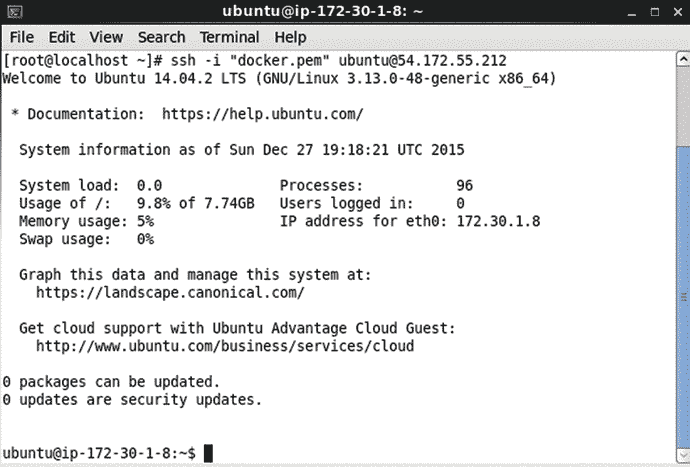 ubuntu@ip-172-30-1-8: ~
File Edit View Search Terminal Help
[root@localhost ~]# ssh -i "docker.pem" ubuntu@54.172.55.212
Welcome to Ubuntu 14.04.2 LTS (GNU/Linux 3.13.0-48-generic x86_64)
* Documentation:  https://help.ubuntu.com/
System information as of Sun Dec 27 19:18:21 UTC 2015
System load:  0.0                Processes:           96
Usage of /:   9.8% of 7.74GB   Users logged in:     0
Memory usage: 5%                 IP address for eth0: 172.30.1.8
Swap usage:   0%
Graph this data and manage this system at:
https://landscape.canonical.com/
Get cloud support with Ubuntu Advantage Cloud Guest:
http://www.ubuntu.com/business/services/cloud
0 packages can be updated.
0 updates are security updates.
ubuntu@ip-172-30-1-8:~$